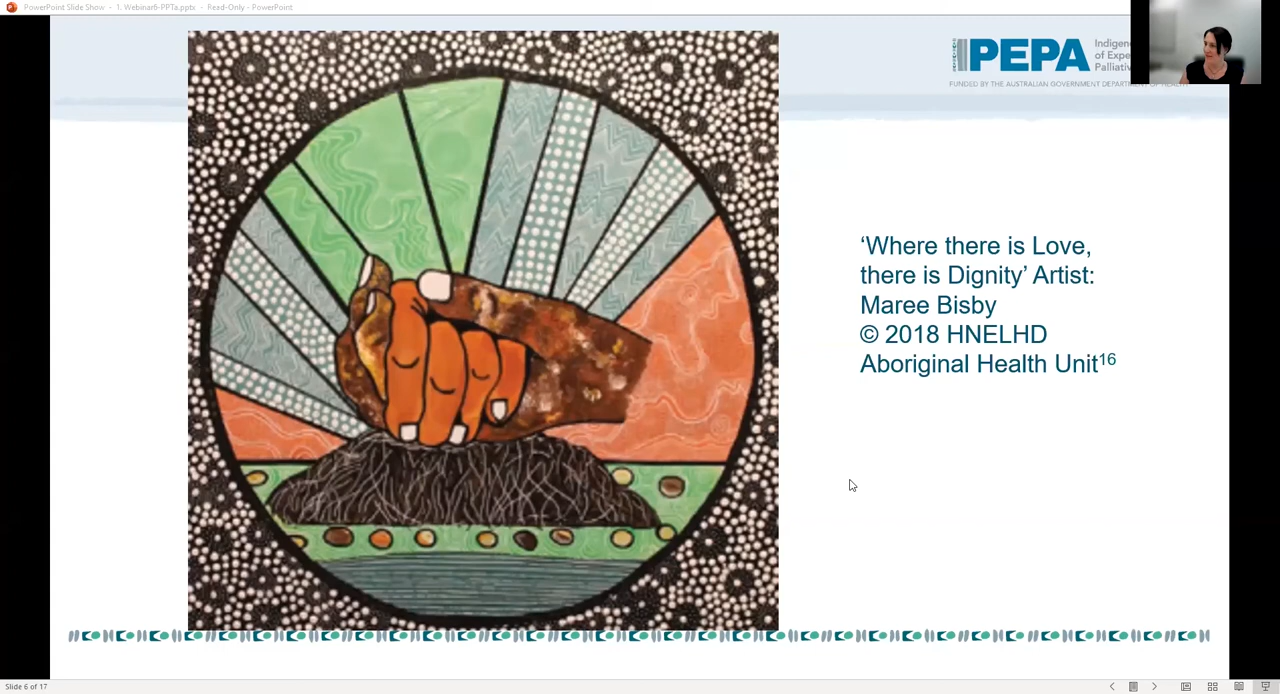 PowerPoint Slide Show - 1. Webinar6-PPTa.pptx - Read-Only - PowerPoint
PEPA
of Expe
FUNDED BY THE AUSTRALIAN GOVERNMENT DEPARTMENT OF HEALTH
‘Where there is Love,
there is Dignity’ Artist:
Maree Bisby
© 2018 HNELHD
Aboriginal Health Unit16
Slide 6 of 17